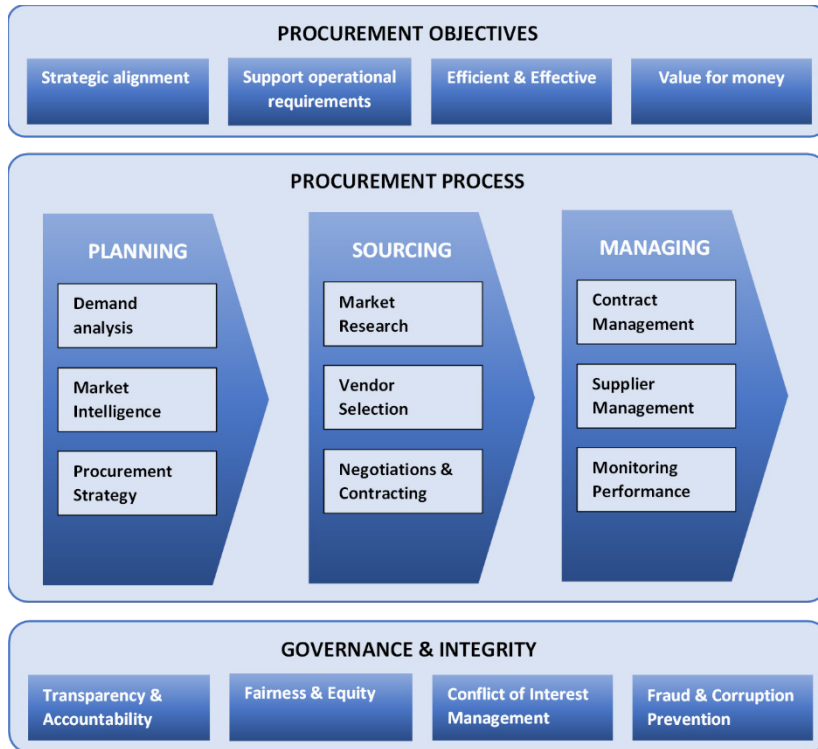 PROCUREMENT OBJECTIVES
Strategic alignment
Support operational
requirements
Efficient & Effective
Value for money
PROCUREMENT PROCESS
PLANNING
Demand
analysis
Market
Intelligence
Procurement
Strategy
SOURCING
Market
Research
Vendor
Selection
Negotiations &
Contracting
MANAGING
Contract
Management
Supplier
Management
Monitoring
Performance
GOVERNANCE & INTEGRITY
Transparency &
Accountability
Fairness & Equity
Conflict of Interest
Management
Fraud & Corruption
Prevention